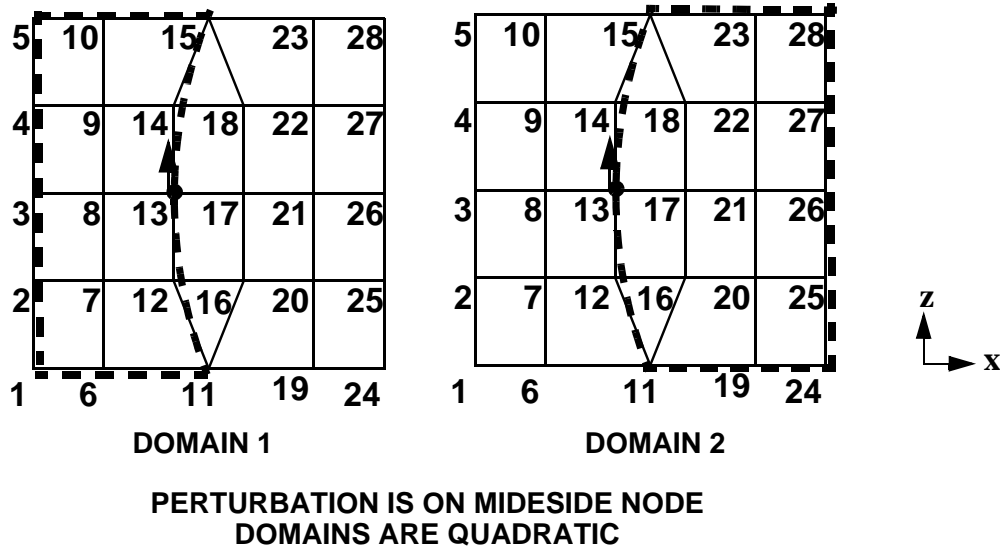 5 10 15 23 28 5 10 15 23 28
4 9 14 18 22 27 4 9 14 18 22 27
3 8 13 17 21 26 3 8 13 17 21 26
z
2 7 12 16 20 25 2 7 12 16 20 25
x
1 6 11 19 24 1 6 11 19 24
DOMAIN 1 DOMAIN 2
PERTURBATION IS ON MIDESIDE NODE
DOMAINS ARE QUADRATIC